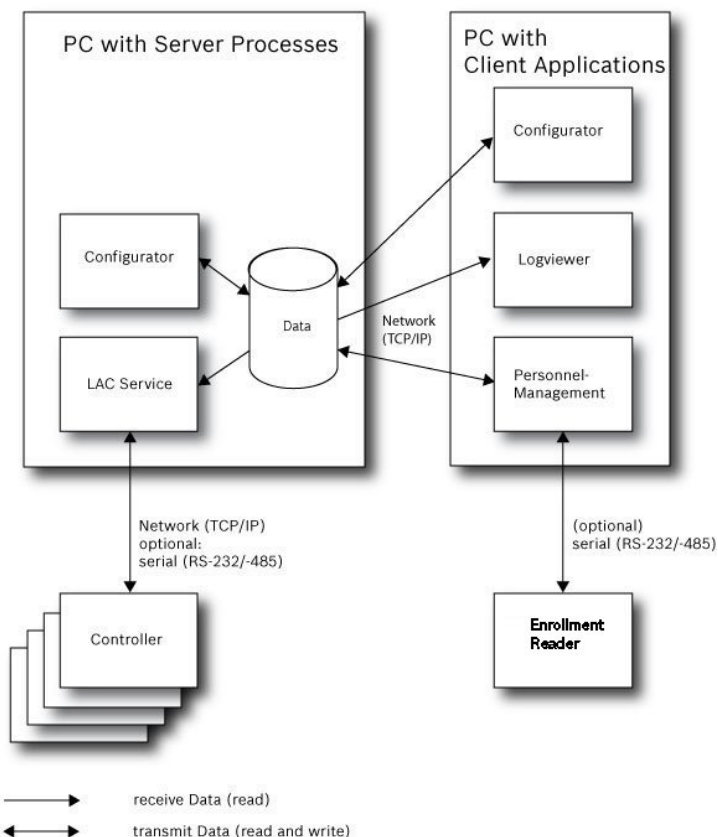 PC with Server Processes
PC with
Client Applications
Configurator
Configurator
Logviewer
Data
Network
(TCP/IP)
LAC Service
Personnel-
Management
Network (TCP/IP)
optional:
serial (RS-232/-485)
(optional)
serial (RS-232/-485)
Controller
Enrollment
Reader
receive Data (read)
transmit Data (read and write)